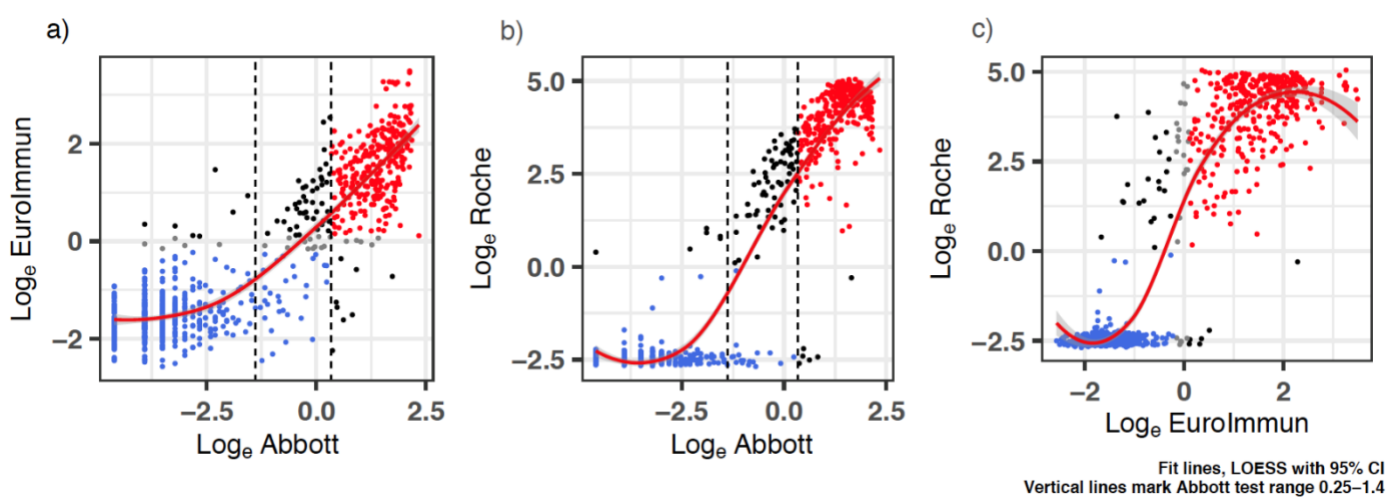 a)
b)
c)
Loge EuroImmun
2
0
−2
−2.5
0.0
2.5
Loge Abbott
Loge Roche
5.0
2.5
0.0
−2.5
−2.5
0.0
2.5
Loge Abbott
Loge Roche
5.0
2.5
0.0
−2.5
−2
0
2
Loge EuroImmun
Fit lines, LOESS with 95% CI
Vertical lines mark Abbott test range 0.25−1.4